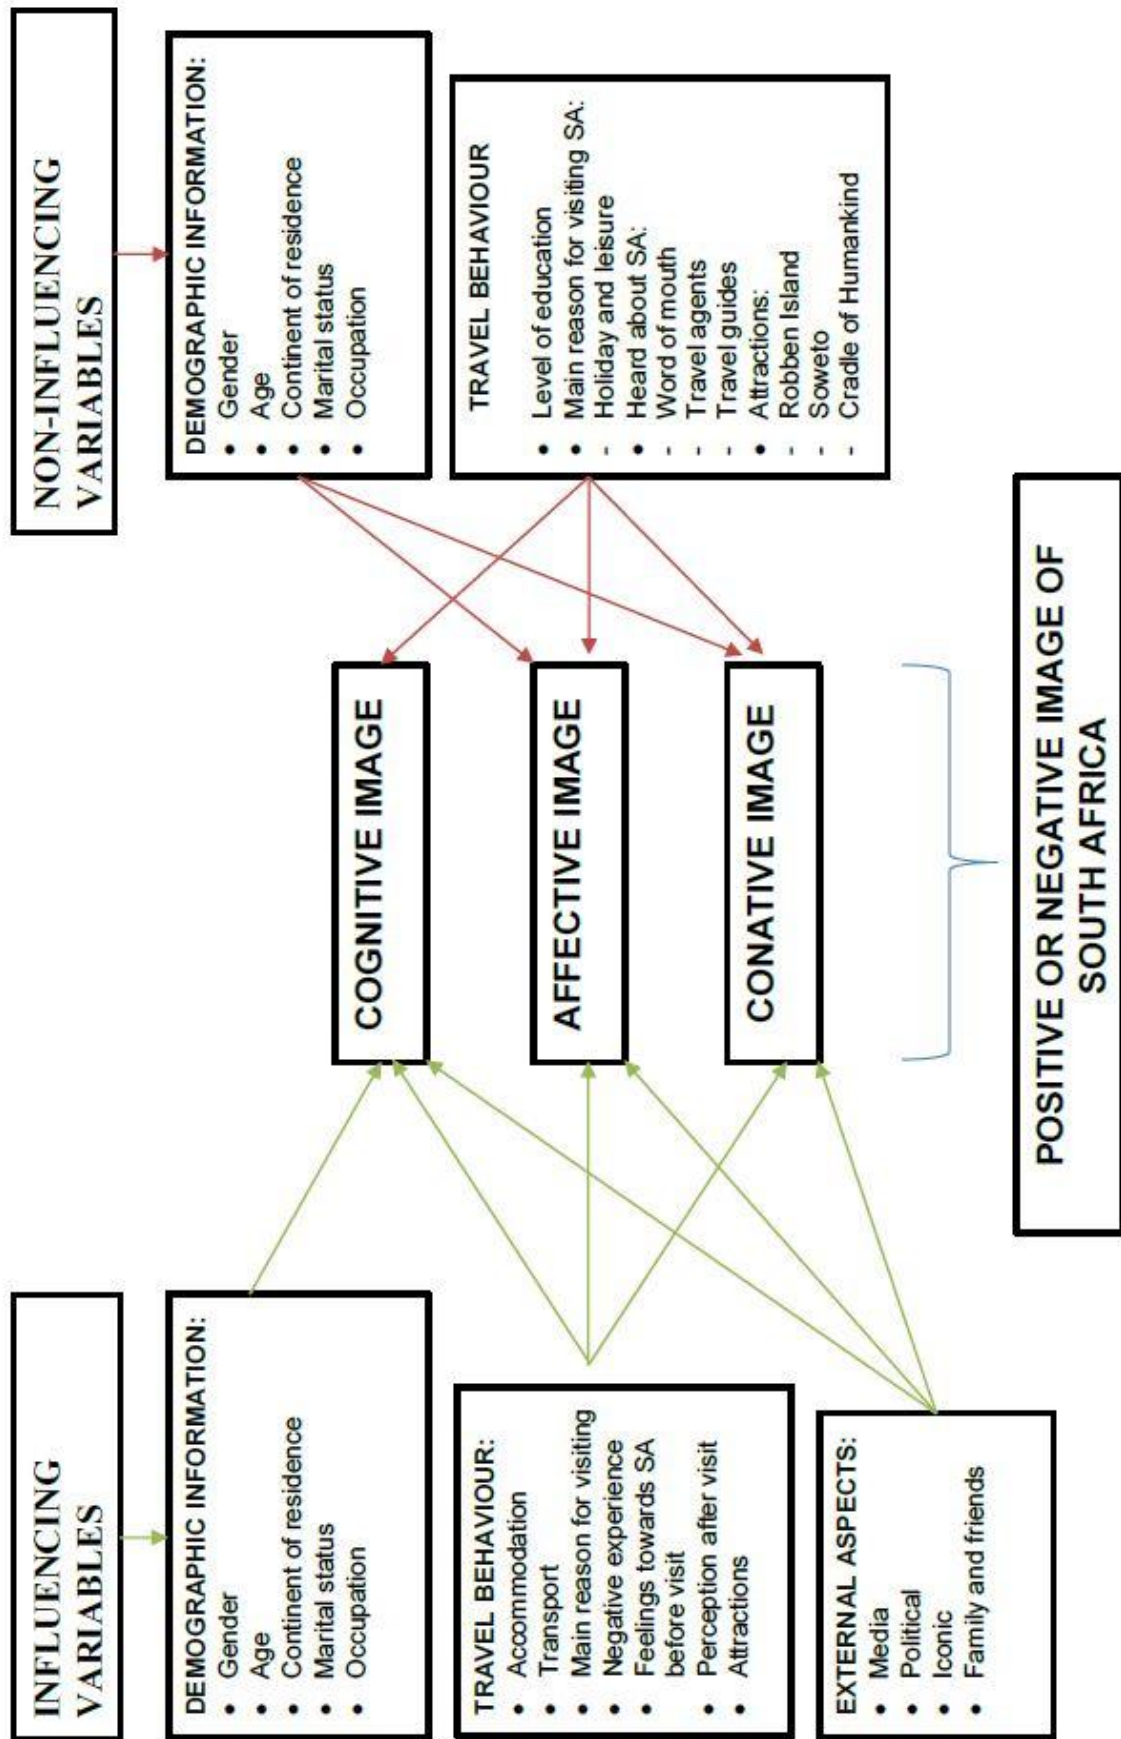 INFLUENCING
VARIABLES
DEMOGRAPHIC INFORMATION:
• Gender
• Age
• Continent of residence
• Marital status
• Occupation
TRAVEL BEHAVIOUR:
• Accommodation
• Transport
• Main reason for visiting
• Negative experience
• Feelings towards SA
before visit
• Perception after visit
• Attractions
EXTERNAL ASPECTS:
• Media
• Political
• Iconic
• Family and friends
COGNITIVE IMAGE
AFFECTIVE IMAGE
CONATIVE IMAGE
NON-INFLUENCING
VARIABLES
DEMOGRAPHIC INFORMATION:
• Gender
• Age
• Continent of residence
• Marital status
• Occupation
TRAVEL BEHAVIOUR
• Level of education
• Main reason for visiting SA:
- Holiday and leisure
• Heard about SA:
- Word of mouth
- Travel agents
- Travel guides
• Attractions:
- Robben Island
- Soweto
- Cradle of Humankind
POSITIVE OR NEGATIVE IMAGE OF
SOUTH AFRICA